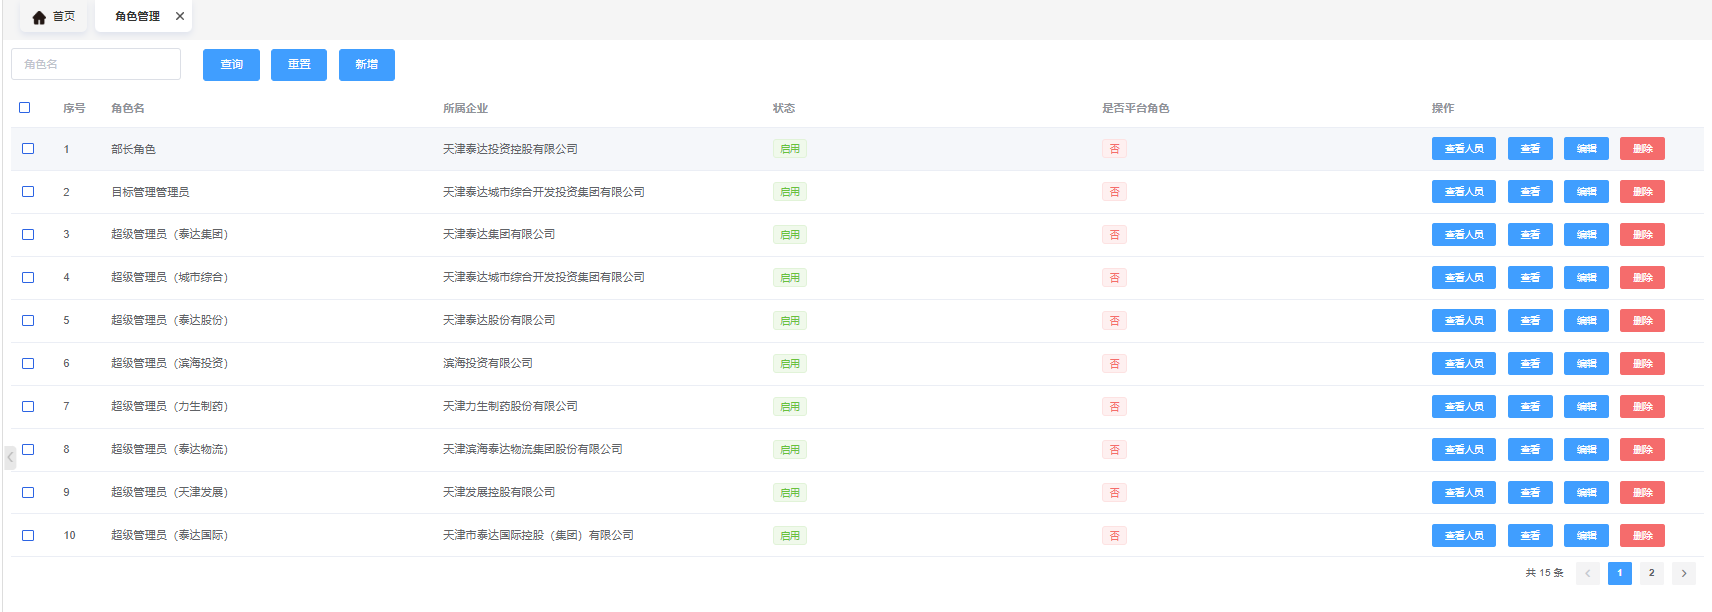 首页 角色管理
角色名 查询 重置 新增
序号 角色名 所属企业 状态 是否平台角色 操作
1 部长角色 天津泰达投资控股有限公司 启用 否 查看人员 查看 编辑 删除
2 目标管理管理员 天津泰达城市综合开发投资集团有限公司 启用 否 查看人员 查看 编辑 删除
3 超级管理员（泰达集团） 天津泰达集团有限公司 启用 否 查看人员 查看 编辑 删除
4 超级管理员（城市综合） 天津泰达城市综合开发投资集团有限公司 启用 否 查看人员 查看 编辑 删除
5 超级管理员（泰达股份） 天津泰达股份有限公司 启用 否 查看人员 查看 编辑 删除
6 超级管理员（滨海投资） 滨海投资有限公司 启用 否 查看人员 查看 编辑 删除
7 超级管理员（力生制药） 天津力生制药股份有限公司 启用 否 查看人员 查看 编辑 删除
8 超级管理员（泰达物流） 天津滨海泰达物流集团股份有限公司 启用 否 查看人员 查看 编辑 删除
9 超级管理员（天津发展） 天津发展控股有限公司 启用 否 查看人员 查看 编辑 删除
10 超级管理员（泰达国际） 天津市泰达国际控股（集团）有限公司 启用 否 查看人员 查看 编辑 删除
共 15 条 1 2